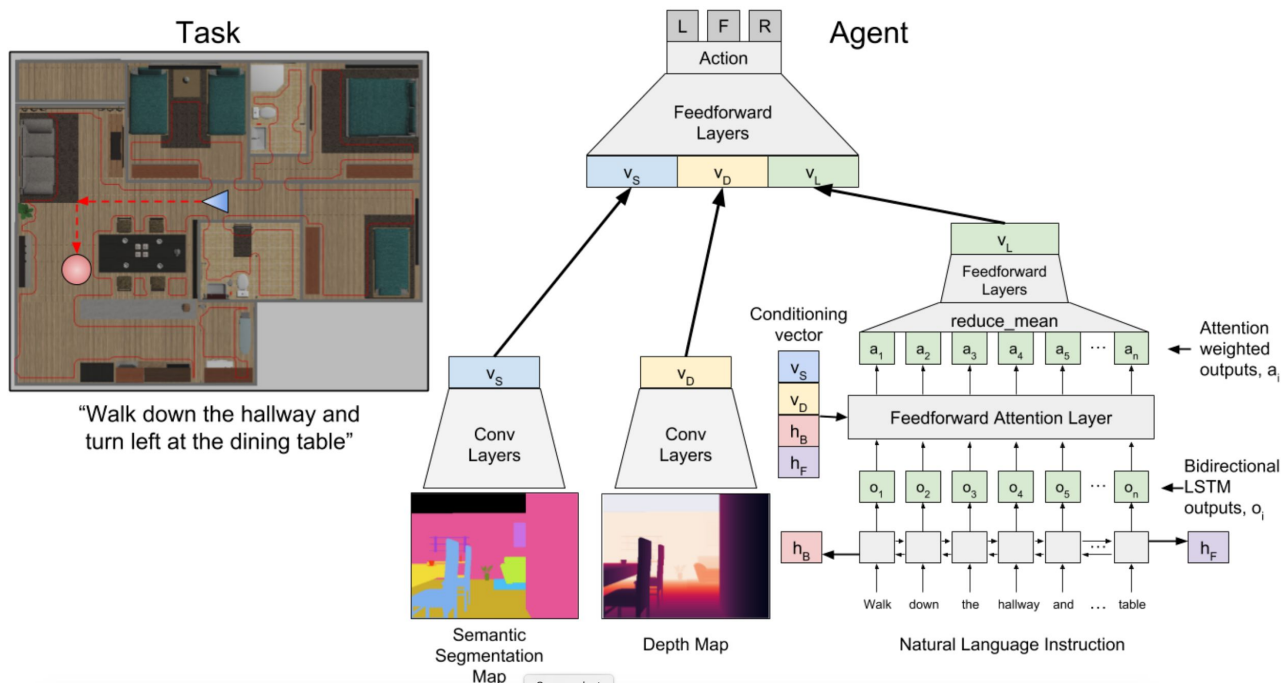 Task
Agent
L F R
Action
Feedforward
Layers
v_S v_D v_L
"Walk down the hallway and
turn left at the dining table"
v_S
Conv
Layers
Semantic
Segmentation
Map
v_D
Conv
Layers
Depth Map
v_L
Feedforward
Layers
reduce_mean
a_1 a_2 a_3 a_4 a_5 ... a_n
Attention
weighted
outputs, a_i
Conditioning
vector
v_S
v_D
h_B
h_F
Feedforward Attention Layer
o_1 o_2 o_3 o_4 o_5 ... o_n
Bidirectional
LSTM
outputs, o_i
h_B
...
h_F
Walk down the hallway and ... table
Natural Language Instruction